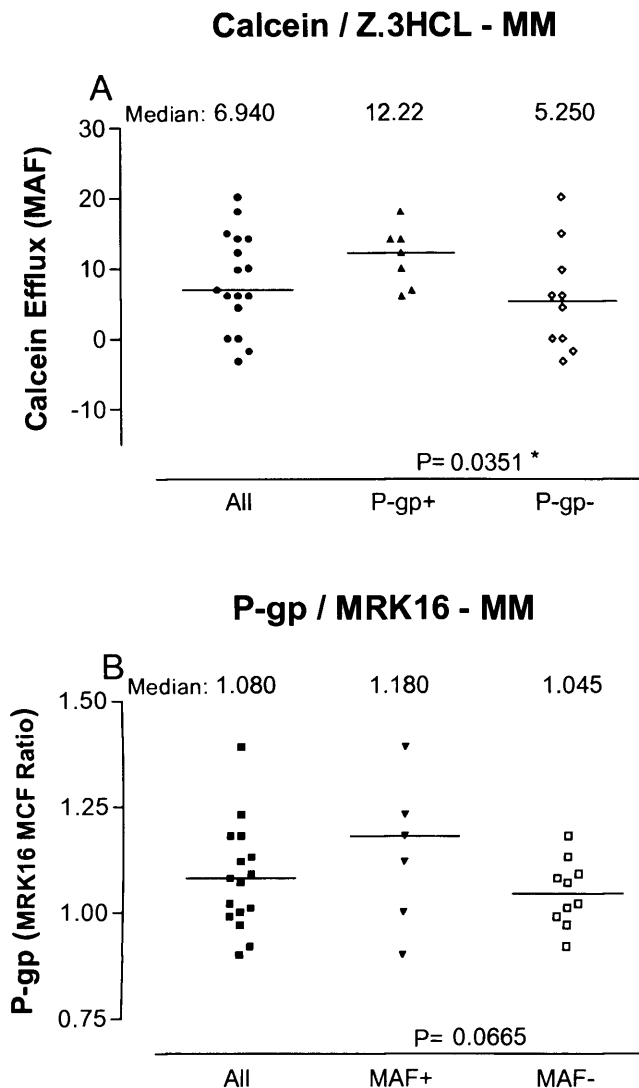 Calcein / Z.3HCL - MM
A
Median: 6.940 12.22 5.250
Calcein Efflux (MAF)
30
20
10
0
-10
P= 0.0351 *
All P-gp+ P-gp-
P-gp / MRK16 - MM
B
Median: 1.080 1.180 1.045
P-gp (MRK16 MCF Ratio)
1.50
1.25
1.00
0.75
P= 0.0665
All MAF+ MAF-